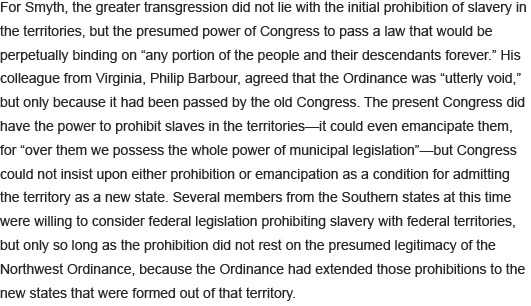 For Smyth, the greater transgression did not lie with the initial prohibition of slavery in
the territories, but the presumed power of Congress to pass a law that would be
perpetually binding on “any portion of the people and their descendants forever.” His
colleague from Virginia, Philip Barbour, agreed that the Ordinance was “utterly void,”
but only because it had been passed by the old Congress. The present Congress did
have the power to prohibit slaves in the territories—it could even emancipate them,
for “over them we possess the whole power of municipal legislation”—but Congress
could not insist upon either prohibition or emancipation as a condition for admitting
the territory as a new state. Several members from the Southern states at this time
were willing to consider federal legislation prohibiting slavery with federal territories,
but only so long as the prohibition did not rest on the presumed legitimacy of the
Northwest Ordinance, because the Ordinance had extended those prohibitions to the
new states that were formed out of that territory.